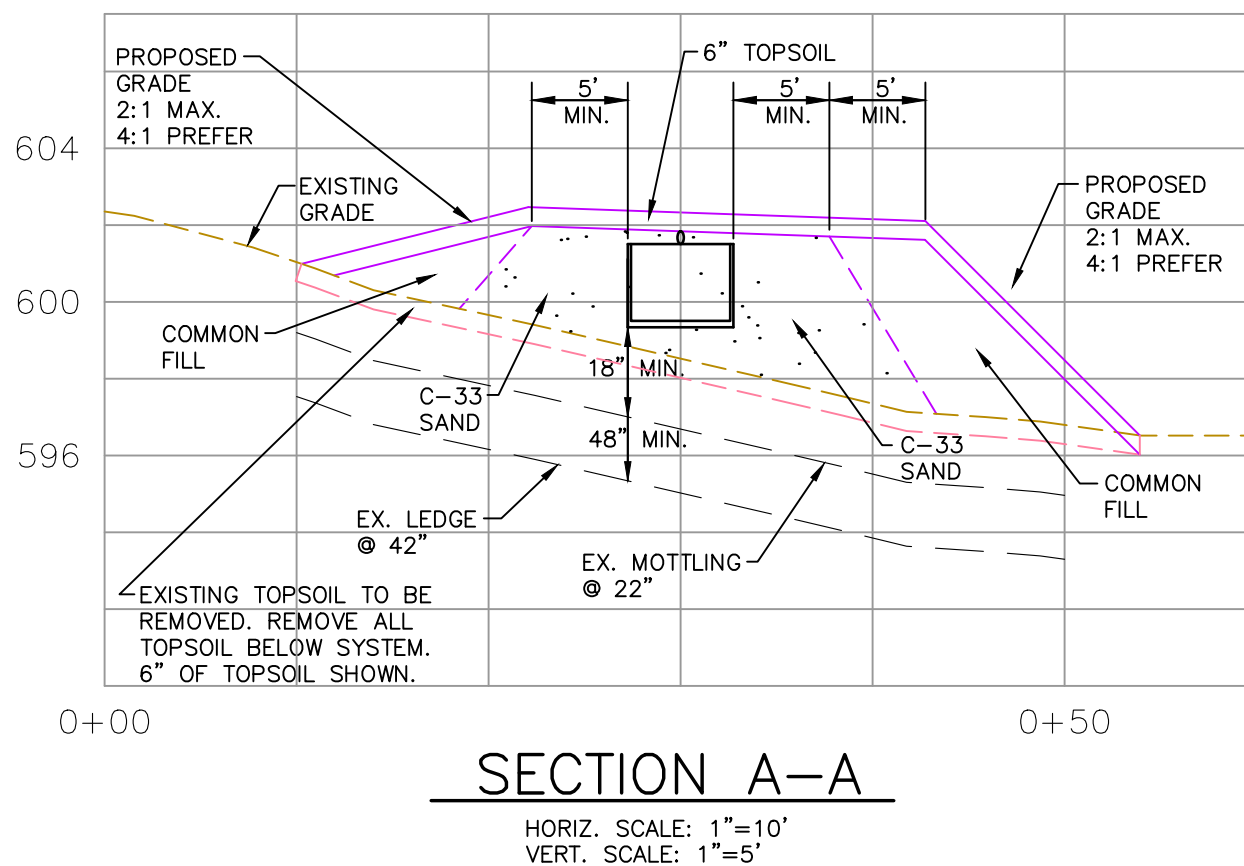 PROPOSED
GRADE
2:1 MAX.
4:1 PREFER
6" TOPSOIL
5'
MIN.
5'
MIN.
5'
MIN.
604
EXISTING
GRADE
PROPOSED
GRADE
2:1 MAX.
4:1 PREFER
0
600
COMMON
FILL
18" MIN.
C-33
SAND
48" MIN.
C-33
SAND
596
COMMON
FILL
EX. LEDGE
@ 42"
EX. MOTTLING
@ 22"
EXISTING TOPSOIL TO BE
REMOVED. REMOVE ALL
TOPSOIL BELOW SYSTEM.
6" OF TOPSOIL SHOWN.
0+00
0+50
SECTION A-A
HORIZ. SCALE: 1"=10'
VERT. SCALE: 1"=5'